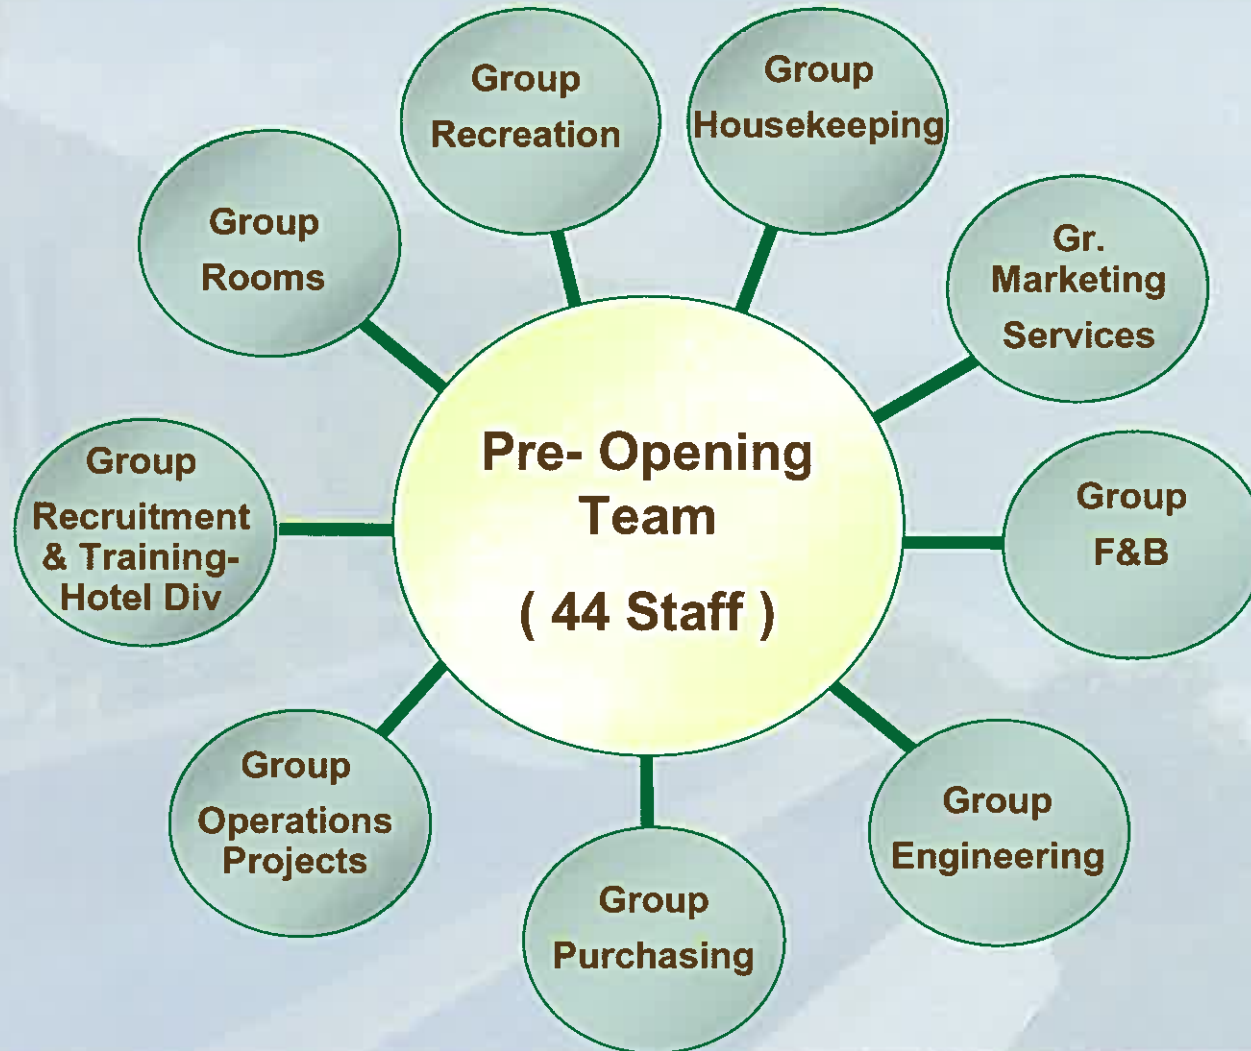 Group
Recreation
Group
Housekeeping
Group
Rooms
Gr.
Marketing
Services
Pre- Opening
Team
( 44 Staff )
Group
Recruitment
& Training-
Hotel Div
Group
F&B
Group
Operations
Projects
Group
Engineering
Group
Purchasing